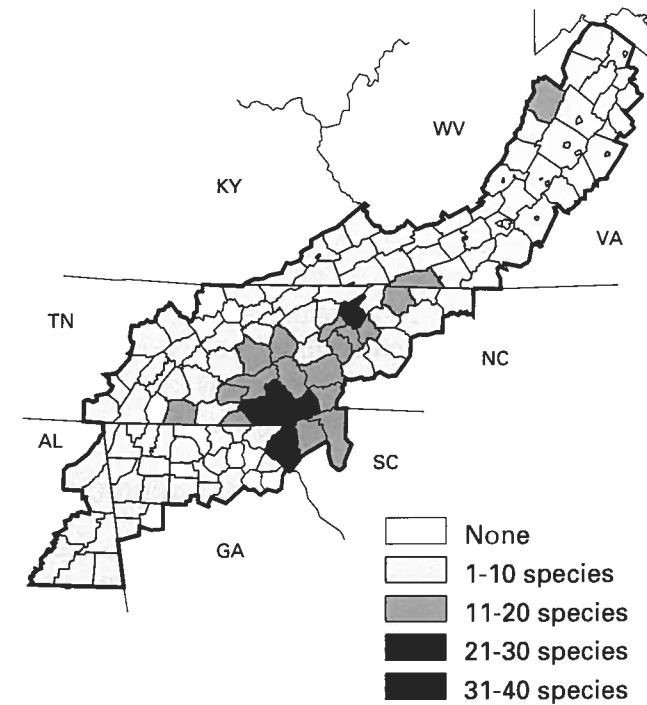 WV
KY
VA
TN
NC
AL
SC
GA
None
1-10 species
11-20 species
21-30 species
31-40 species